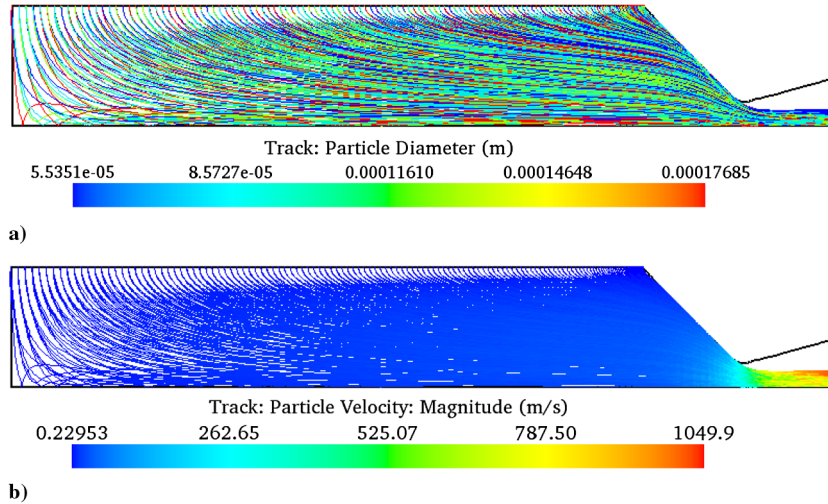 Track: Particle Diameter (m)
5.5351e-05 8.5727e-05 0.00011610 0.00014648 0.00017685
a)
Track: Particle Velocity: Magnitude (m/s)
0.22953 262.65 525.07 787.50 1049.9
b)